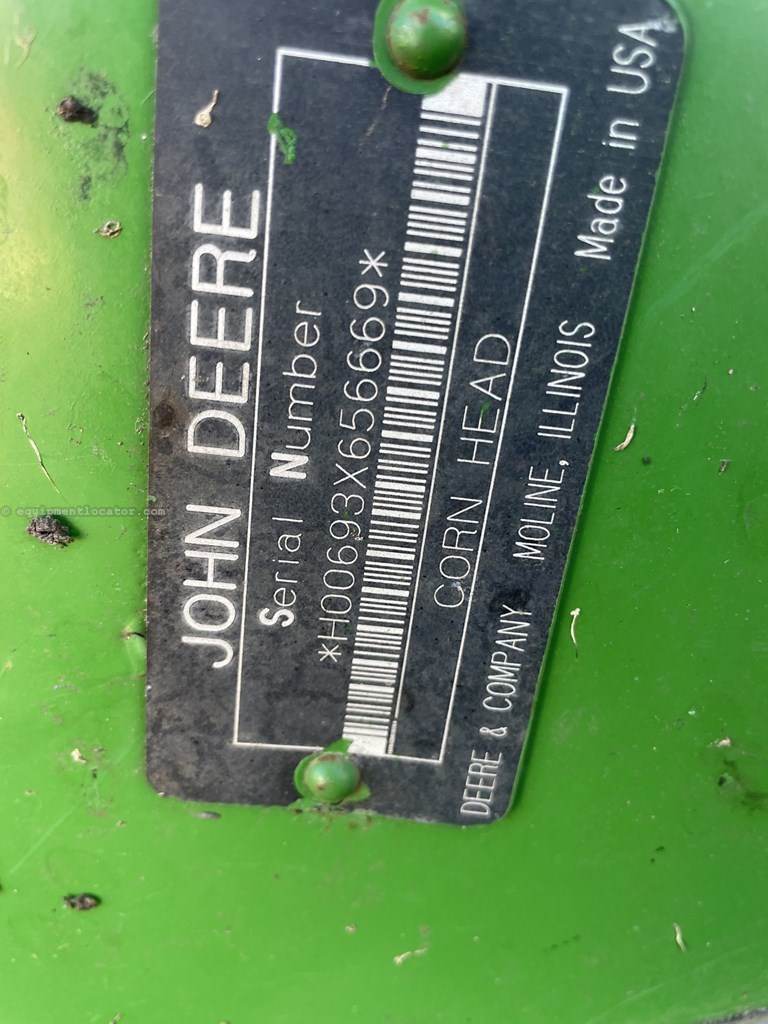 JOHN DEERE
Serial Number
*H00693X656669*
CORN HEAD
DEERE & COMPANY MOLINE, ILLINOIS Made in USA
© equipmentlocator.com